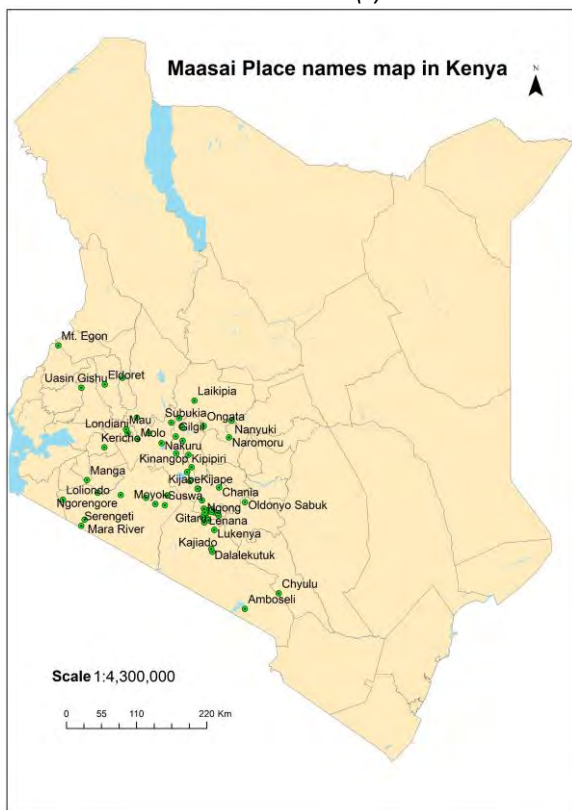 Maasai Place names map in Kenya
N
Mt. Egon
Uasin Gishu
Eldoret
Laikipia
Londiani
Mau
Subukia
Ongata
Molo
Gilgil
Nanyuki
Kericho
Nakuru
Naromoru
Kinangop
Kipipiri
Manga
Kijabe
Kijape
Chania
Loliondo
Moyok
Suswa
Oldonyo Sabuk
Ngorengore
Ngong
Serengeti
Gitaru
Lenana
Mara River
Lukenya
Kajiado
Dalalekutuk
Chyulu
Amboseli
Scale 1:4,300,000
0 55 110 220 Km